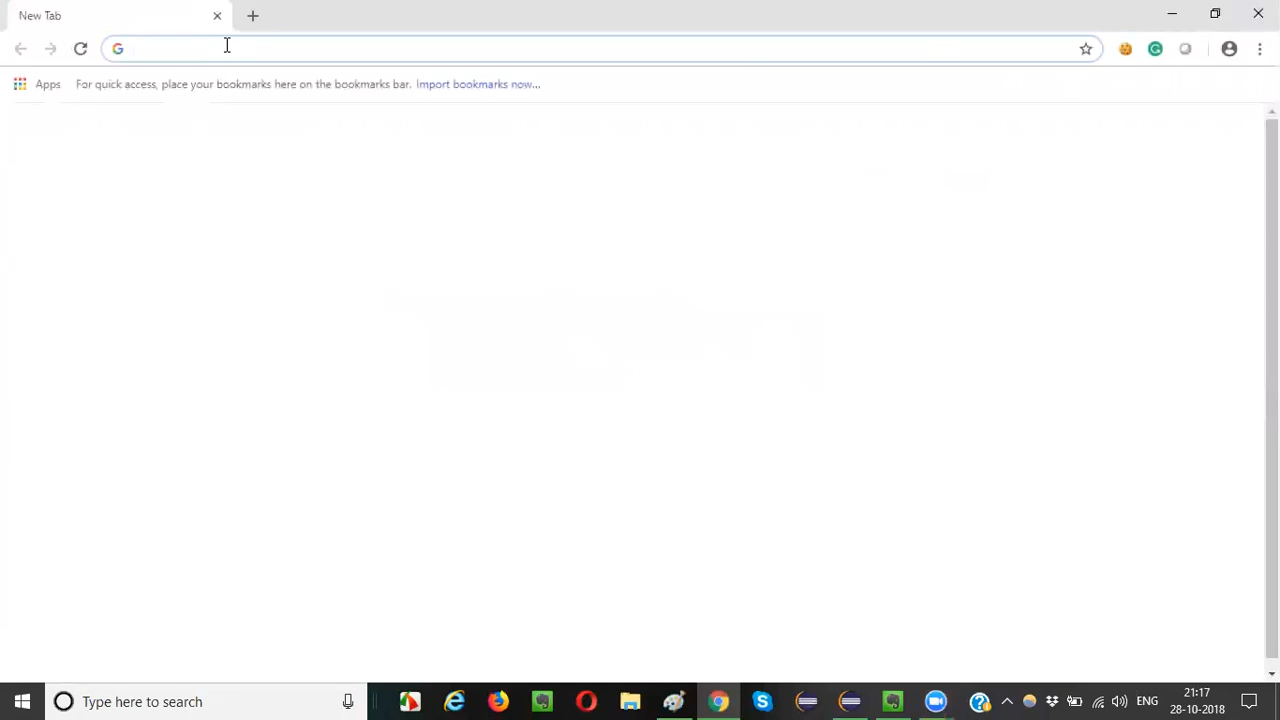 New Tab
Apps
For quick access, place your bookmarks here on the bookmarks bar. Import bookmarks now...
Type here to search
ENG
21:17
28-10-2018